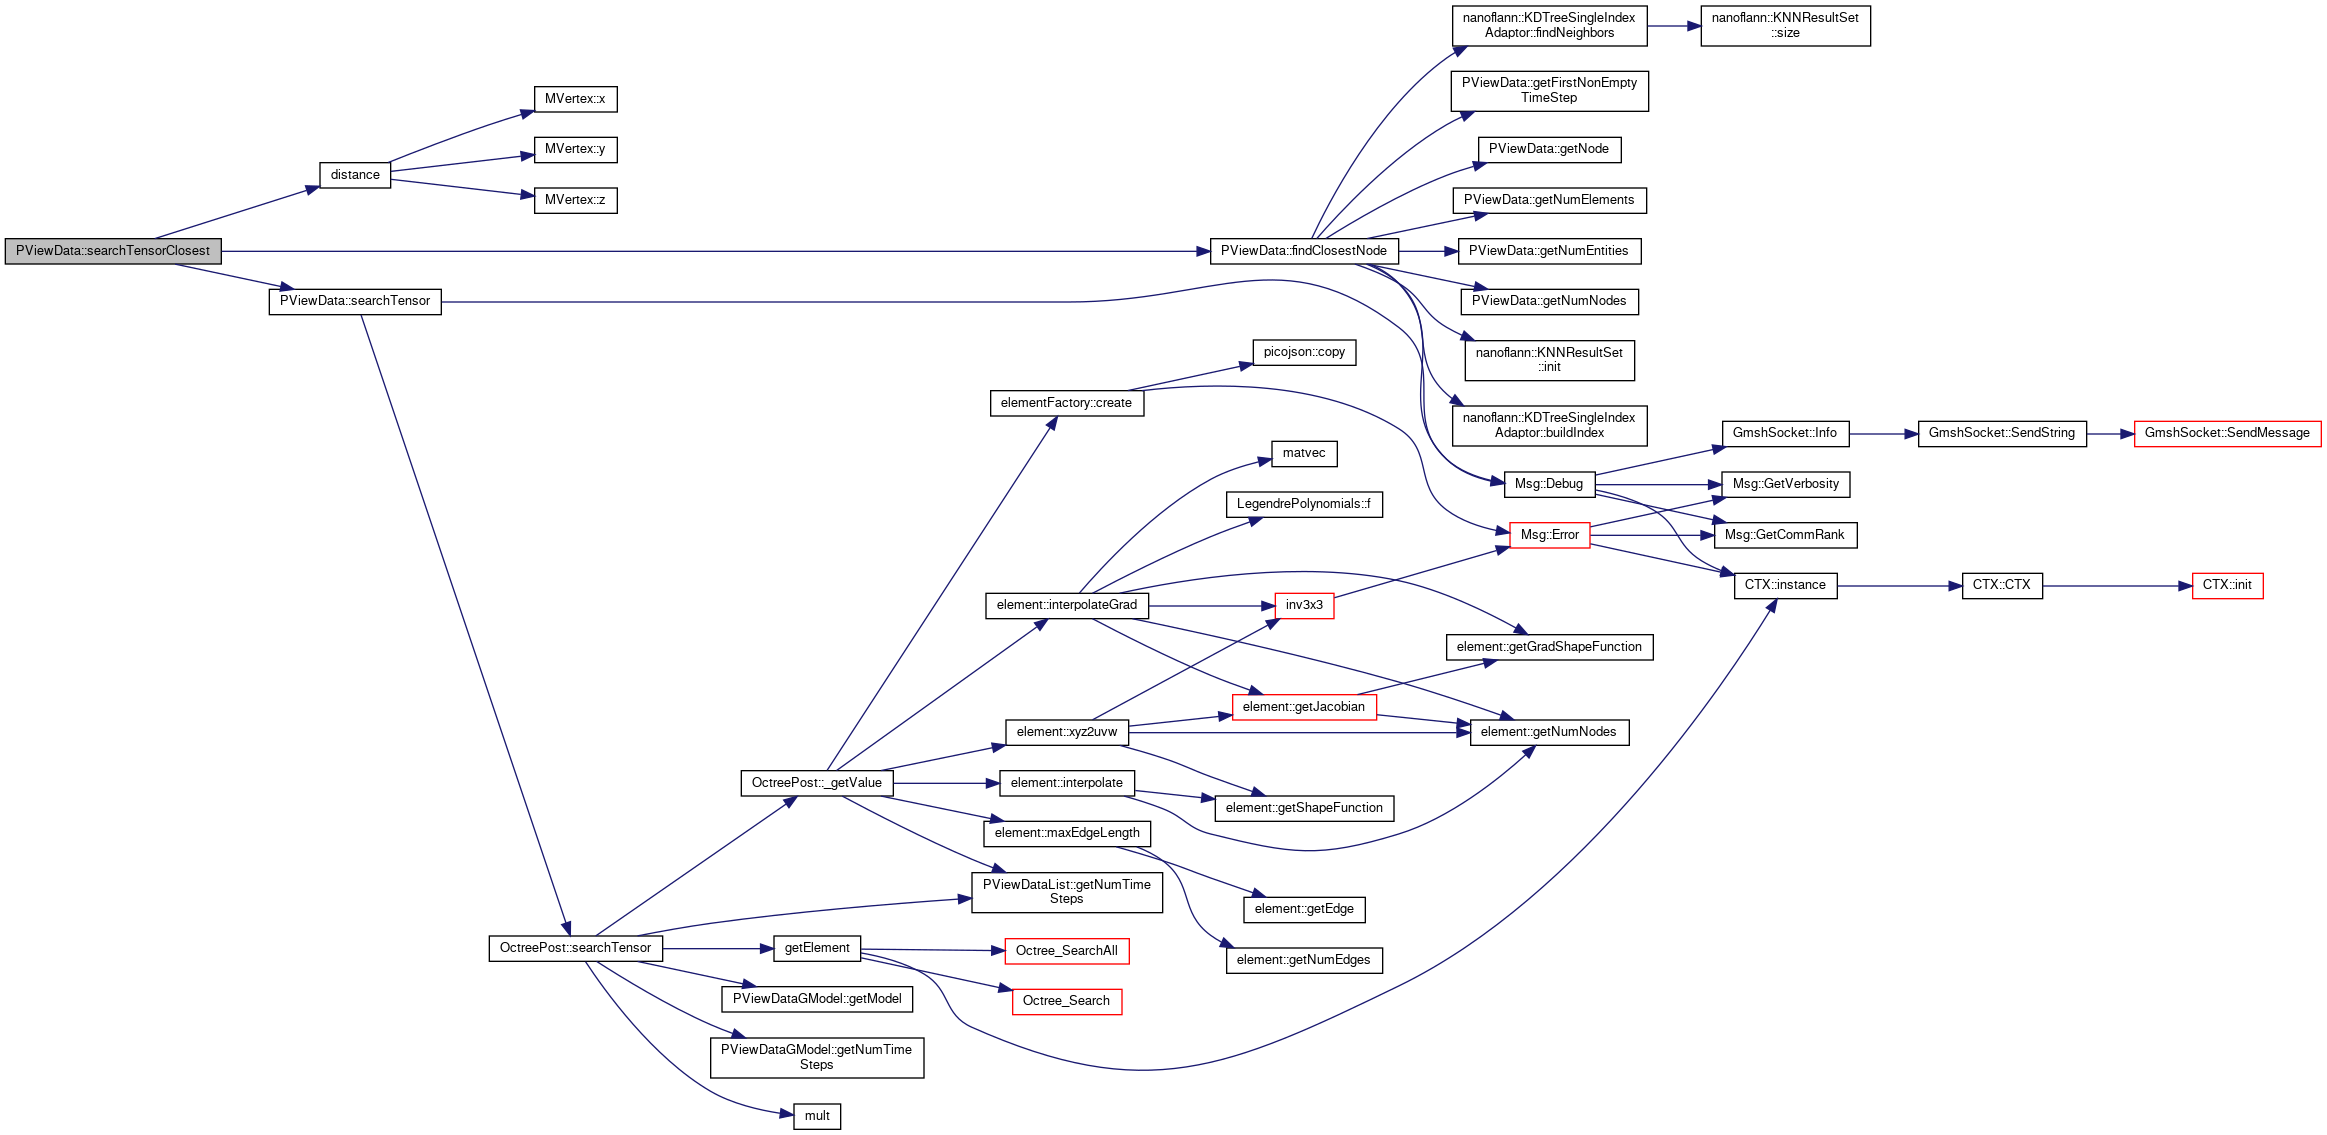 PViewData::searchTensorClosest
distance
MVertex::x
MVertex::y
MVertex::z
PViewData::searchTensor
PViewData::findClosestNode
nanoflann::KDTreeSingleIndex
Adaptor::findNeighbors
nanoflann::KNNResultSet
::size
PViewData::getFirstNonEmpty
TimeStep
PViewData::getNode
PViewData::getNumElements
PViewData::getNumEntities
PViewData::getNumNodes
nanoflann::KNNResultSet
::init
nanoflann::KDTreeSingleIndex
Adaptor::buildIndex
Msg::Debug
GmshSocket::Info
GmshSocket::SendString
GmshSocket::SendMessage
Msg::GetVerbosity
Msg::GetCommRank
Msg::Error
CTX::instance
CTX::CTX
CTX::init
picojson::copy
elementFactory::create
matvec
LegendrePolynomials::f
element::interpolateGrad
inv3x3
element::getGradShapeFunction
element::getJacobian
element::xyz2uvw
element::getNumNodes
OctreePost::_getValue
element::interpolate
element::getShapeFunction
element::maxEdgeLength
PViewDataList::getNumTime
Steps
element::getEdge
element::getNumEdges
OctreePost::searchTensor
getElement
Octree_SearchAll
Octree_Search
PViewDataGModel::getModel
PViewDataGModel::getNumTime
Steps
mult